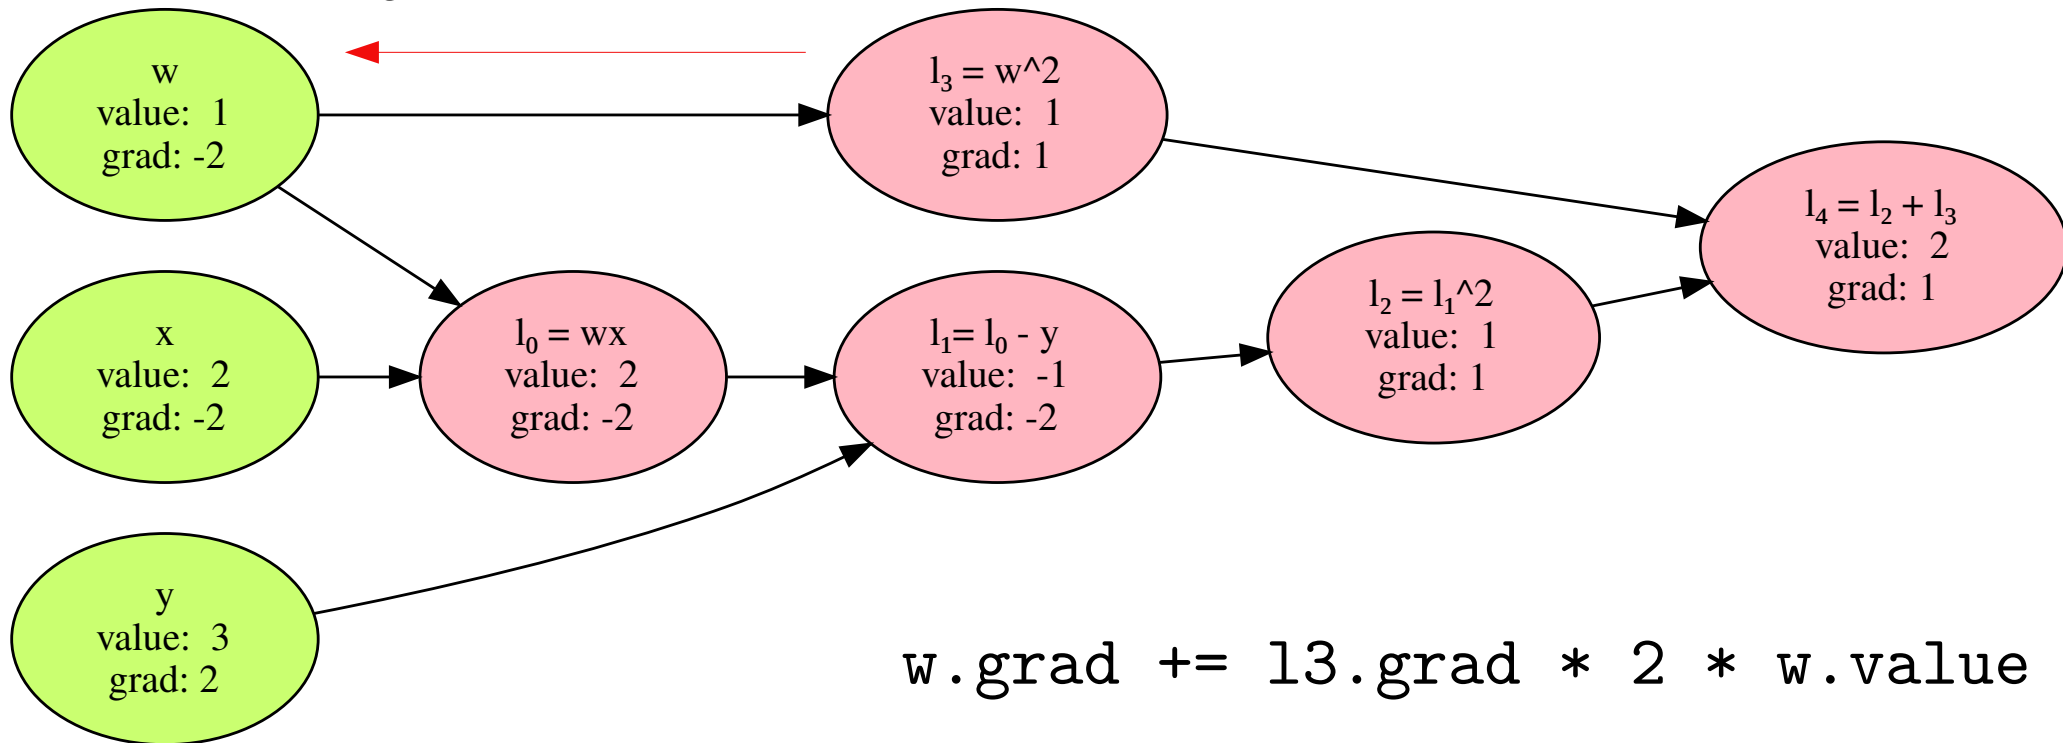 w
value:  1
grad: -2
l₃ = w^2
value:  1
grad: 1
l₄ = l₂ + l₃
value:  2
grad: 1
x
value:  2
grad: -2
l₀ = wx
value:  2
grad: -2
l₁= l₀ - y
value:  -1
grad: -2
l₂ = l₁^2
value:  1
grad: 1
y
value:  3
grad: 2
w.grad += l3.grad * 2 * w.value